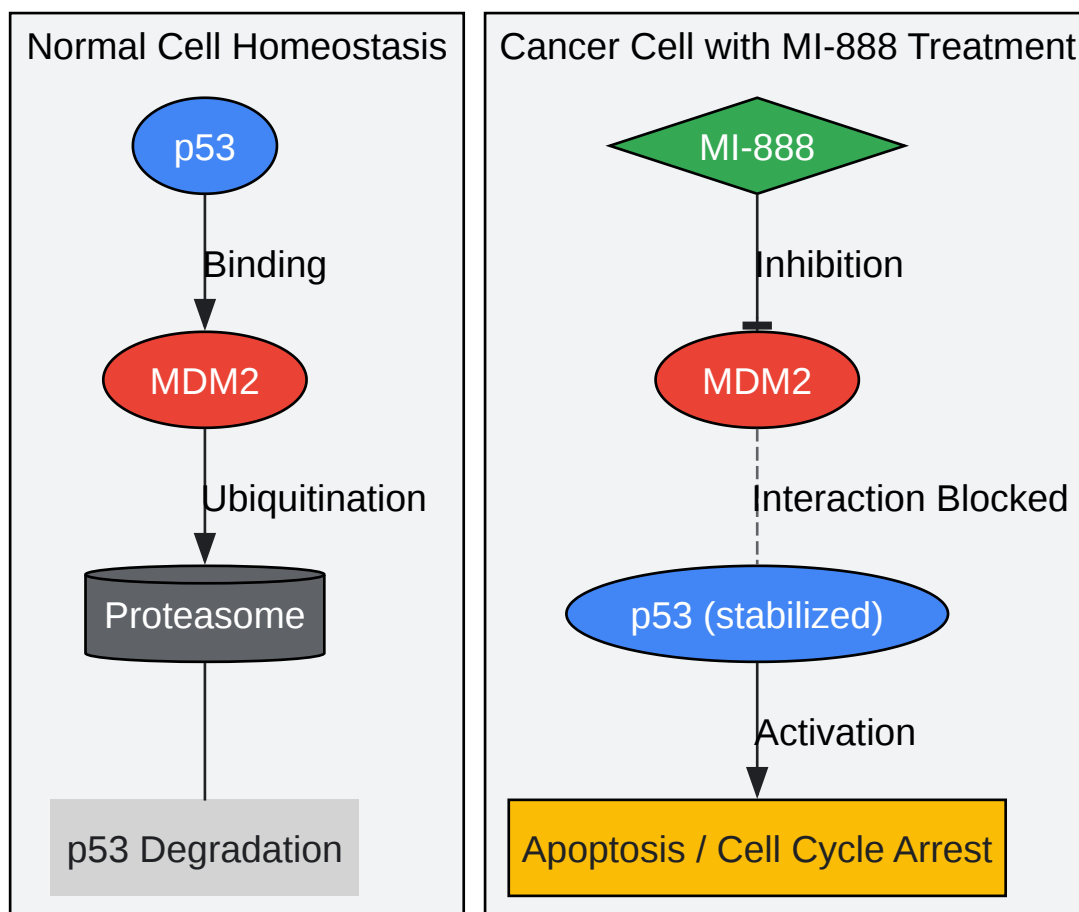 Normal Cell Homeostasis
p53
Binding
MDM2
Ubiquitination
Proteasome
p53 Degradation
Cancer Cell with MI-888 Treatment
MI-888
Inhibition
MDM2
Interaction Blocked
p53 (stabilized)
Activation
Apoptosis / Cell Cycle Arrest